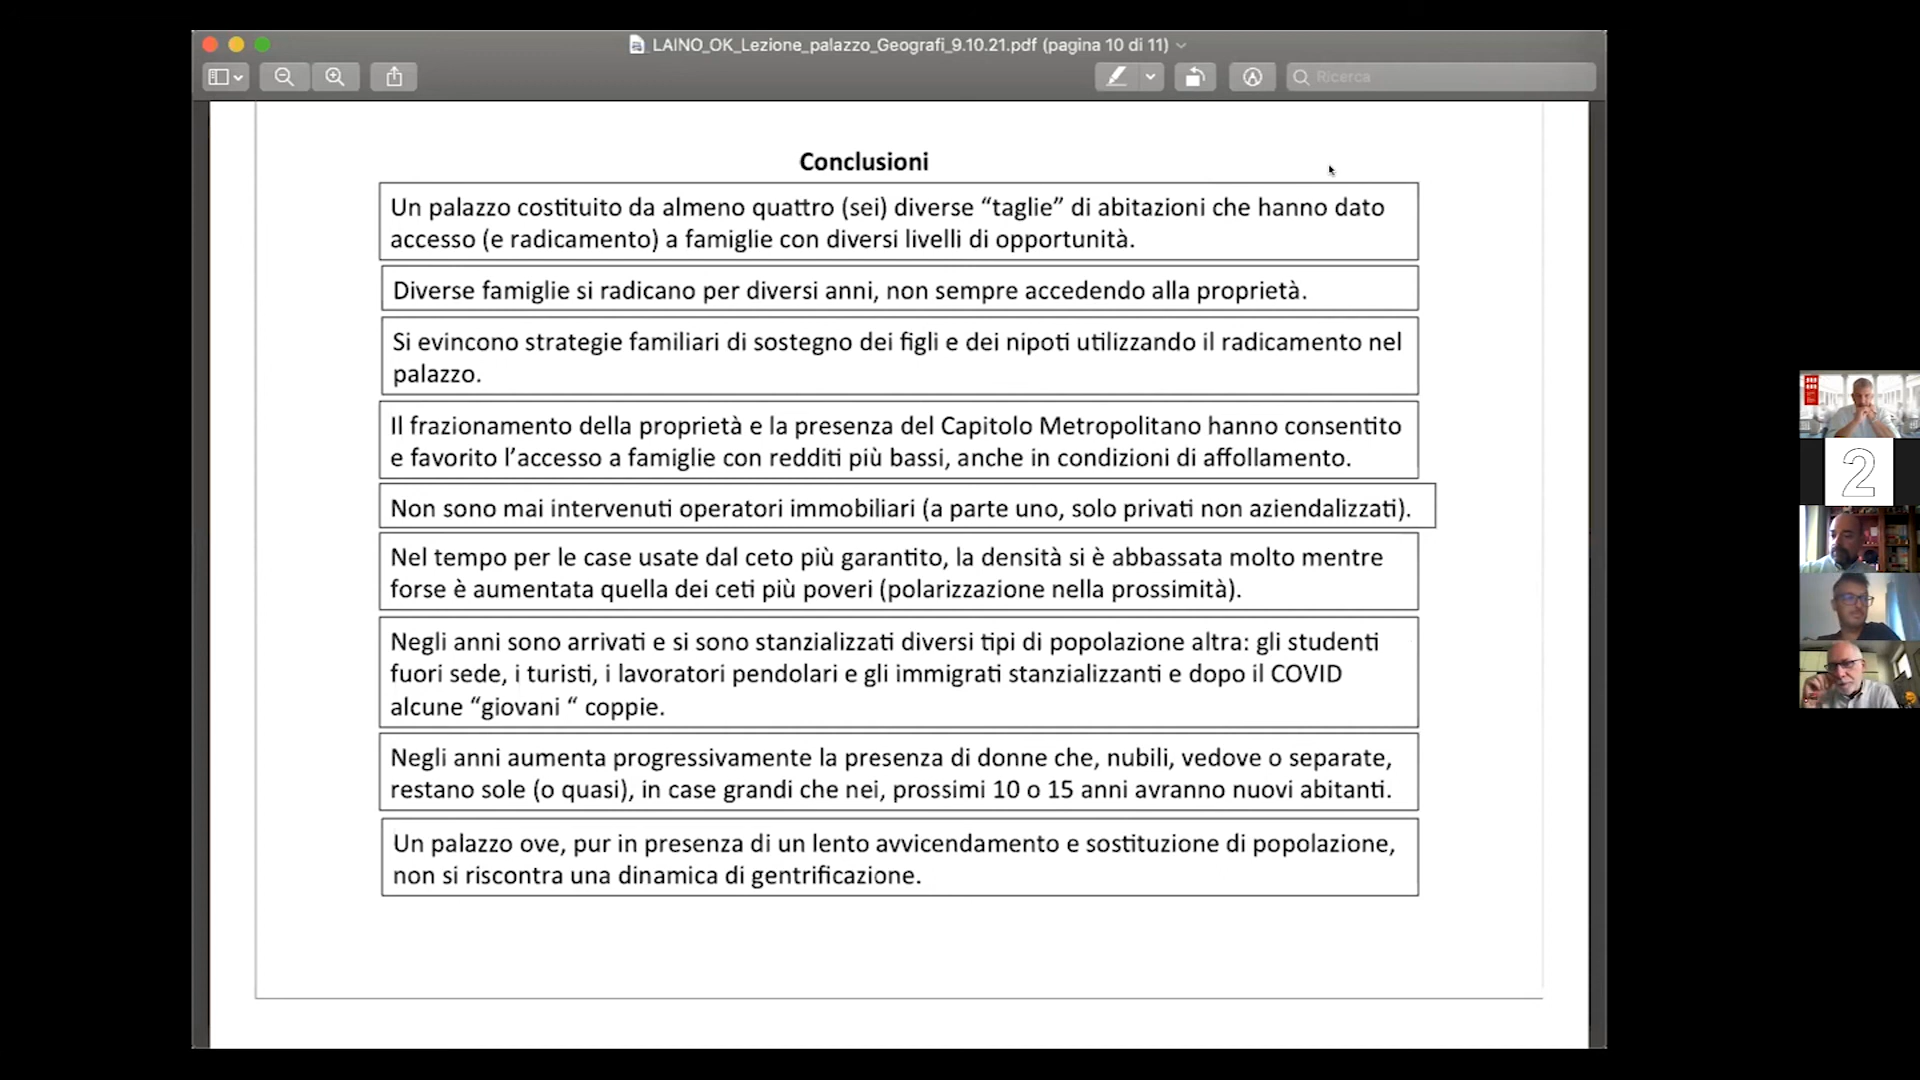 LAINO_OK_Lezione_palazzo_Geografi_9.10.21.pdf (pagina 10 di 11)
Ricerca
Conclusioni
Un palazzo costituito da almeno quattro (sei) diverse “taglie” di abitazioni che hanno dato
accesso (e radicamento) a famiglie con diversi livelli di opportunità.
Diverse famiglie si radicano per diversi anni, non sempre accedendo alla proprietà.
Si evincono strategie familiari di sostegno dei figli e dei nipoti utilizzando il radicamento nel
palazzo.
Il frazionamento della proprietà e la presenza del Capitolo Metropolitano hanno consentito
e favorito l’accesso a famiglie con redditi più bassi, anche in condizioni di affollamento.
Non sono mai intervenuti operatori immobiliari (a parte uno, solo privati non aziendalizzati).
Nel tempo per le case usate dal ceto più garantito, la densità si è abbassata molto mentre
forse è aumentata quella dei ceti più poveri (polarizzazione nella prossimità).
Negli anni sono arrivati e si sono stanzializzati diversi tipi di popolazione altra: gli studenti
fuori sede, i turisti, i lavoratori pendolari e gli immigrati stanzializzanti e dopo il COVID
alcune “giovani “ coppie.
Negli anni aumenta progressivamente la presenza di donne che, nubili, vedove o separate,
restano sole (o quasi), in case grandi che nei, prossimi 10 o 15 anni avranno nuovi abitanti.
Un palazzo ove, pur in presenza di un lento avvicendamento e sostituzione di popolazione,
non si riscontra una dinamica di gentrificazione.
2